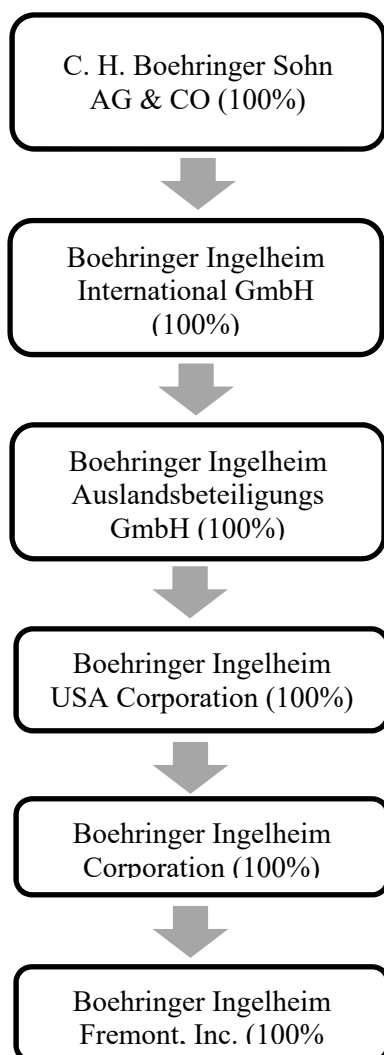 C. H. Boehringer Sohn
AG & CO (100%)
Boehringer Ingelheim
International GmbH
(100%)
Boehringer Ingelheim
Auslandsbeteiligungs
GmbH (100%)
Boehringer Ingelheim
USA Corporation (100%)
Boehringer Ingelheim
Corporation (100%)
Boehringer Ingelheim
Fremont, Inc. (100%